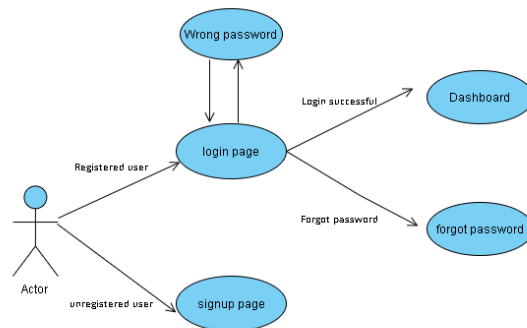 Wrong password
Login successful
Dashboard
login page
Registered user
Forgot password
forgot password
Actor
unregistered user
signup page